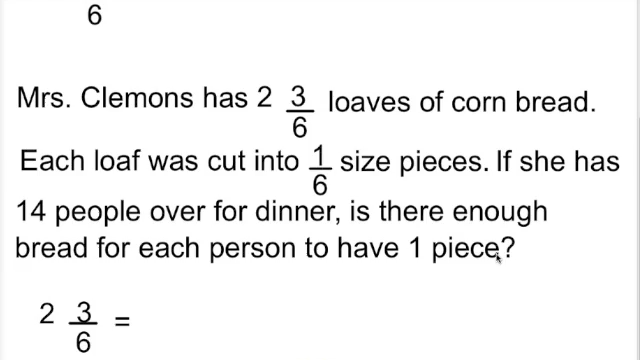 6
Mrs. Clemons has 2 3/6 loaves of corn bread.
Each loaf was cut into 1/6 size pieces. If she has
14 people over for dinner, is there enough
bread for each person to have 1 piece?
2 3/6 =